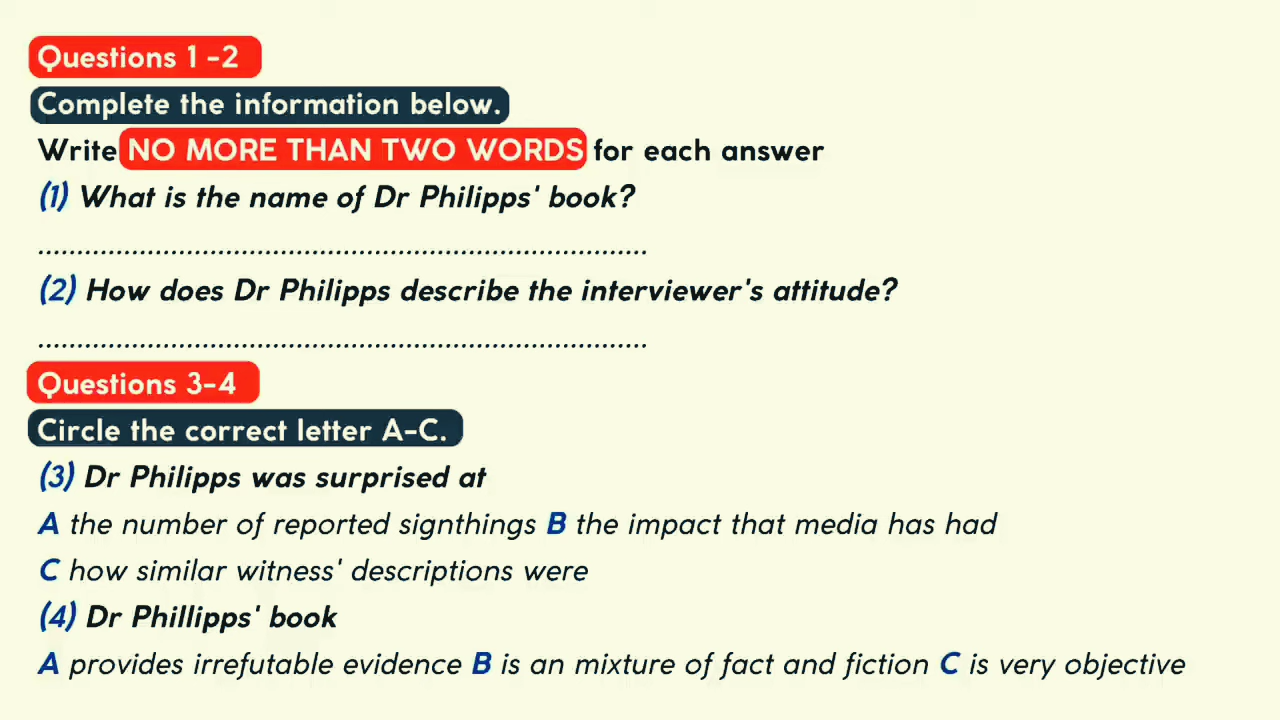 Questions 1 -2
Complete the information below.
Write NO MORE THAN TWO WORDS for each answer
(1) What is the name of Dr Philipps' book?
..............................................................................
(2) How does Dr Philipps describe the interviewer's attitude?
..............................................................................
Questions 3-4
Circle the correct letter A-C.
(3) Dr Philipps was surprised at
A the number of reported signthings B the impact that media has had
C how similar witness' descriptions were
(4) Dr Phillipps' book
A provides irrefutable evidence B is an mixture of fact and fiction C is very objective